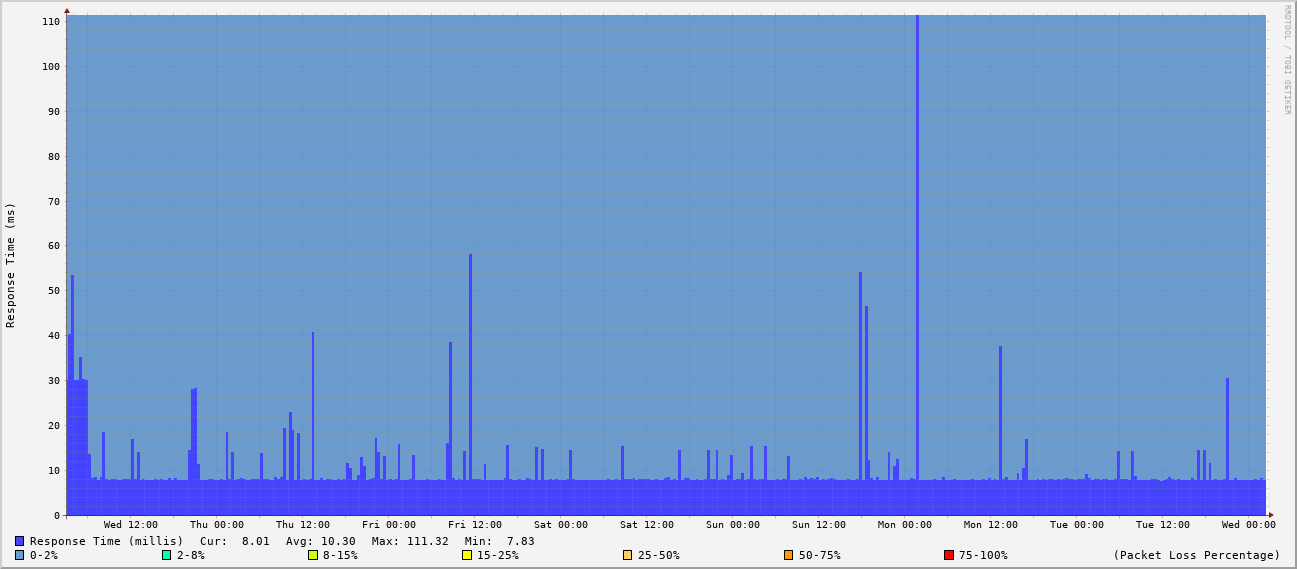 RRDTOOL / TOBI OETIKER
Response Time (ms)
110
100
90
80
70
60
50
40
30
20
10
0
Wed 12:00 Thu 00:00 Thu 12:00 Fri 00:00 Fri 12:00 Sat 00:00 Sat 12:00 Sun 00:00 Sun 12:00 Mon 00:00 Mon 12:00 Tue 00:00 Tue 12:00 Wed 00:00
Response Time (millis) Cur: 8.01 Avg: 10.30 Max: 111.32 Min: 7.83
0-2% 2-8% 8-15% 15-25% 25-50% 50-75% 75-100% (Packet Loss Percentage)